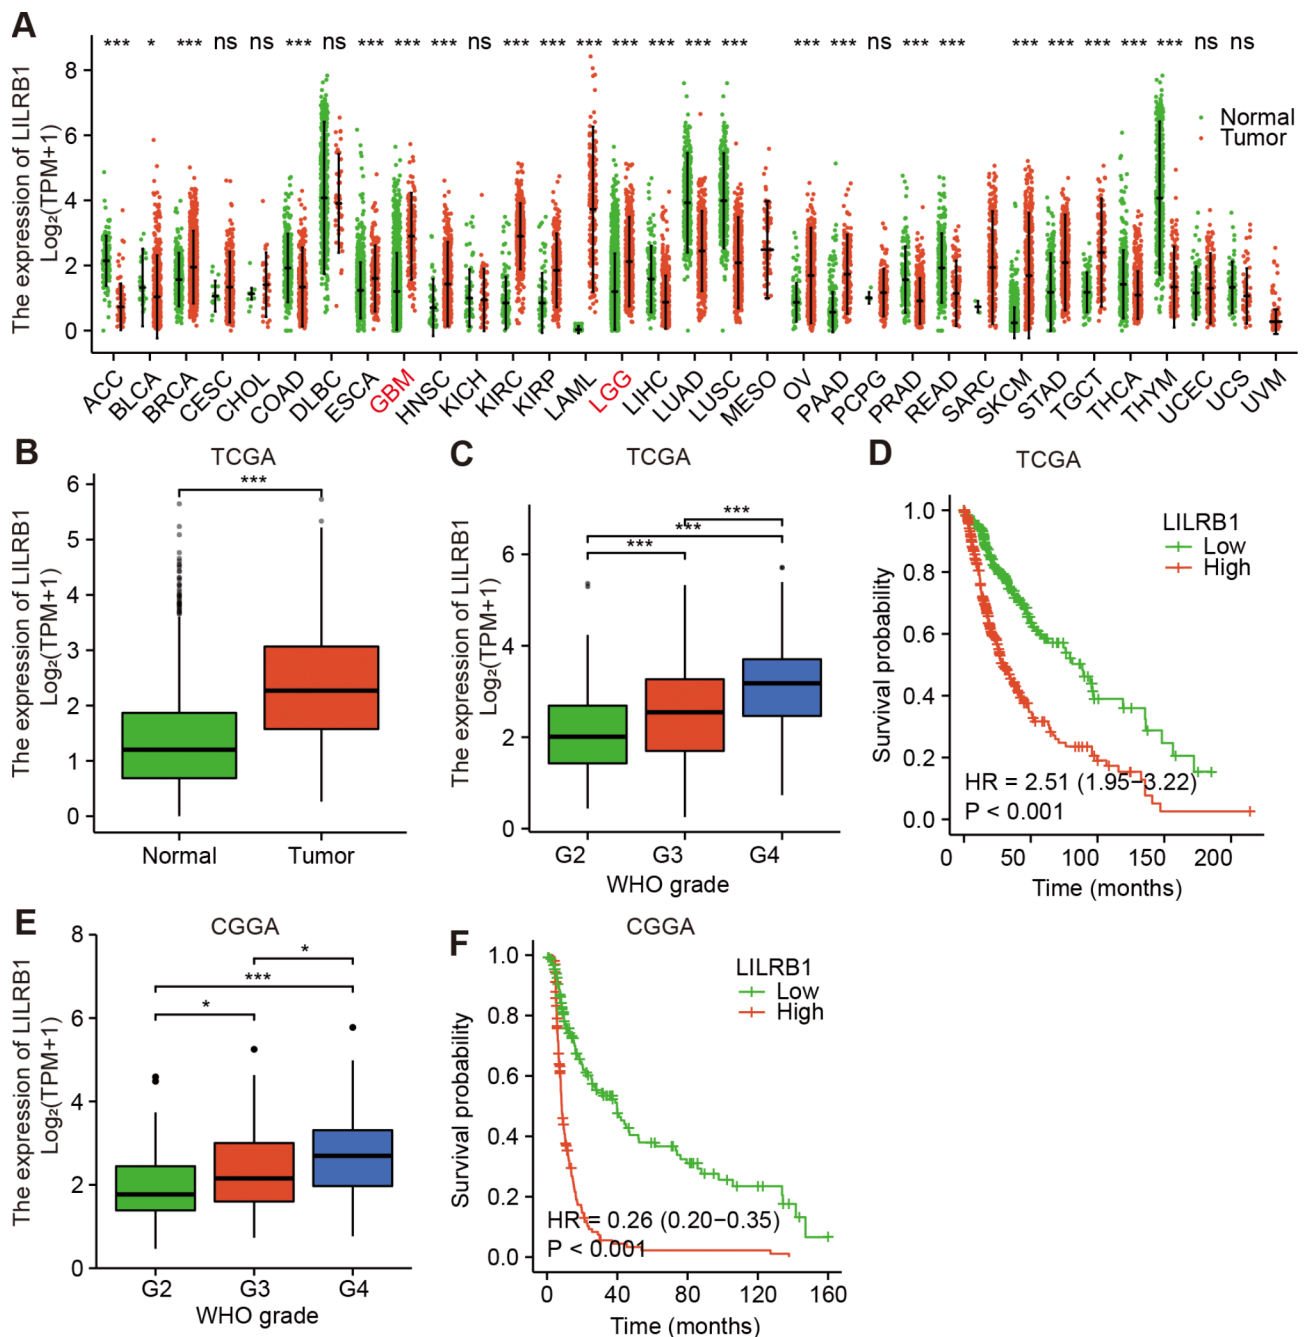 A
*** * *** ns ns *** ns *** *** *** ns *** *** *** *** *** *** *** *** *** ns *** *** *** *** *** *** *** ns ns
The expression of LILRB1
Log₂(TPM+1)
8
6
4
2
0
Normal
Tumor
ACC BLCA BRCA CESC CHOL COAD DLBC ESCA GBM HNSC KICH KIRC KIRP LAML LGG LIHC LUAD LUSC MESO OV PAAD PCPG PRAD READ SARC SKCM STAD TGCT THCA THYM UCEC UCS UVM
B
TCGA
The expression of LILRB1
Log₂(TPM+1)
6
5
4
3
2
1
0
***
Normal Tumor
C
TCGA
The expression of LILRB1
Log₂(TPM+1)
6
4
2
0
***
***
***
G2 G3 G4
WHO grade
D
TCGA
Survival probability
1.0
0.8
0.6
0.4
0.2
0.0
LILRB1
Low
High
HR = 2.51 (1.95−3.22)
P < 0.001
0 50 100 150 200
Time (months)
E
CGGA
The expression of LILRB1
Log₂(TPM+1)
8
6
4
2
0
*
***
*
G2 G3 G4
WHO grade
F
CGGA
Survival probability
1.0
0.8
0.6
0.4
0.2
0.0
LILRB1
Low
High
HR = 0.26 (0.20−0.35)
P < 0.001
0 40 80 120 160
Time (months)